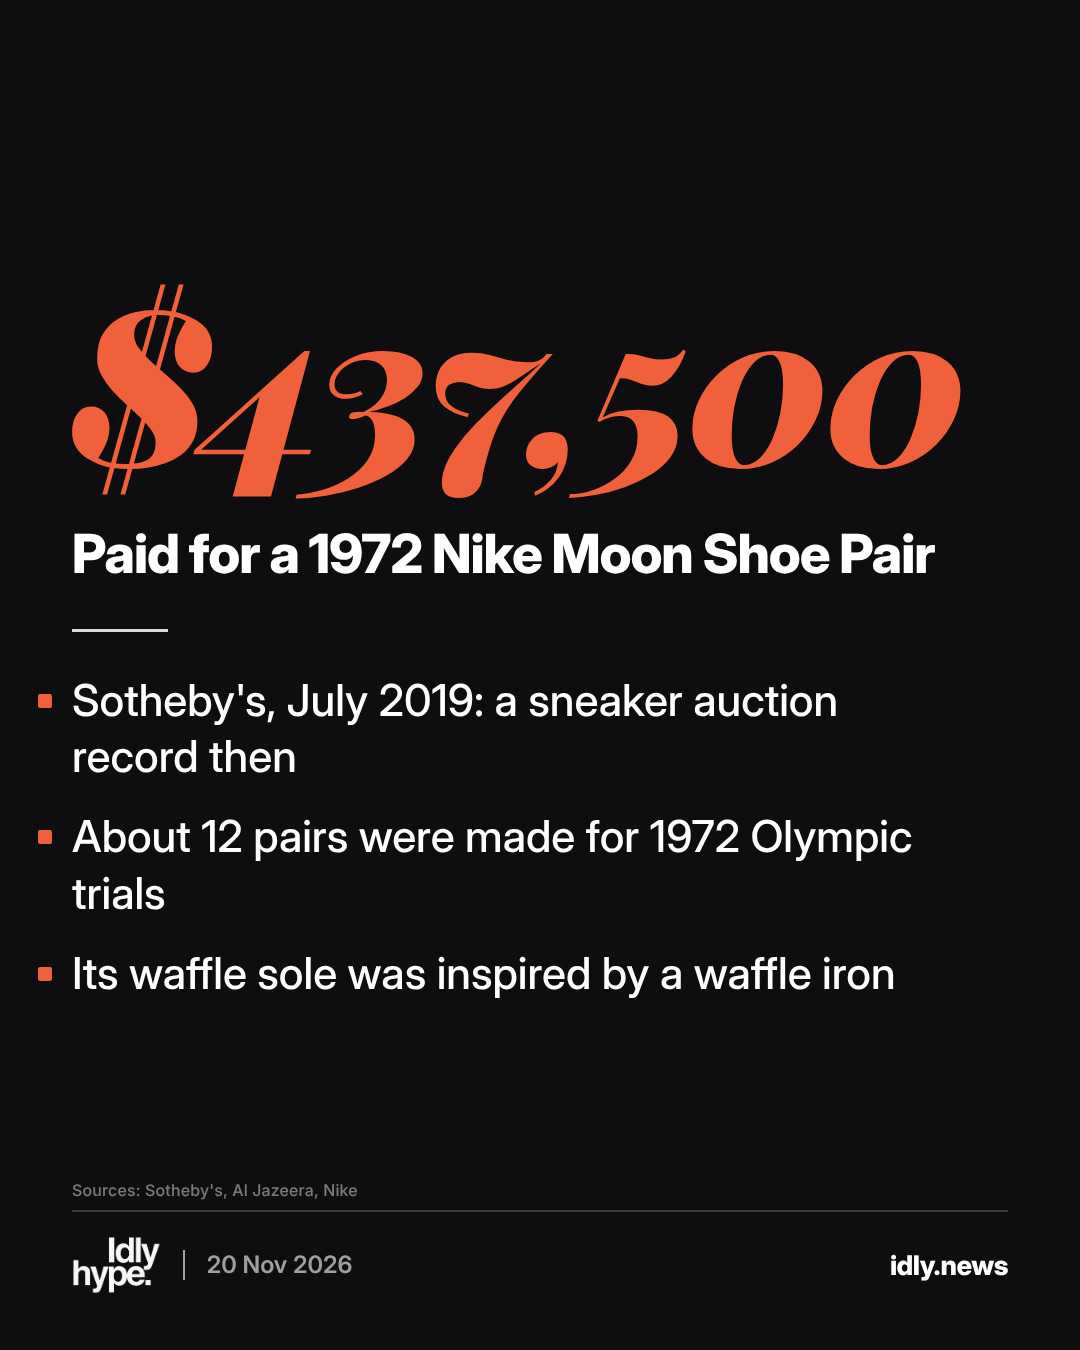 $437,500
Paid for a 1972 Nike Moon Shoe Pair
Sotheby's, July 2019: a sneaker auction
record then
About 12 pairs were made for 1972 Olympic
trials
Its waffle sole was inspired by a waffle iron
Sources: Sotheby's, Al Jazeera, Nike
Idly
hype.
20 Nov 2026
idly.news